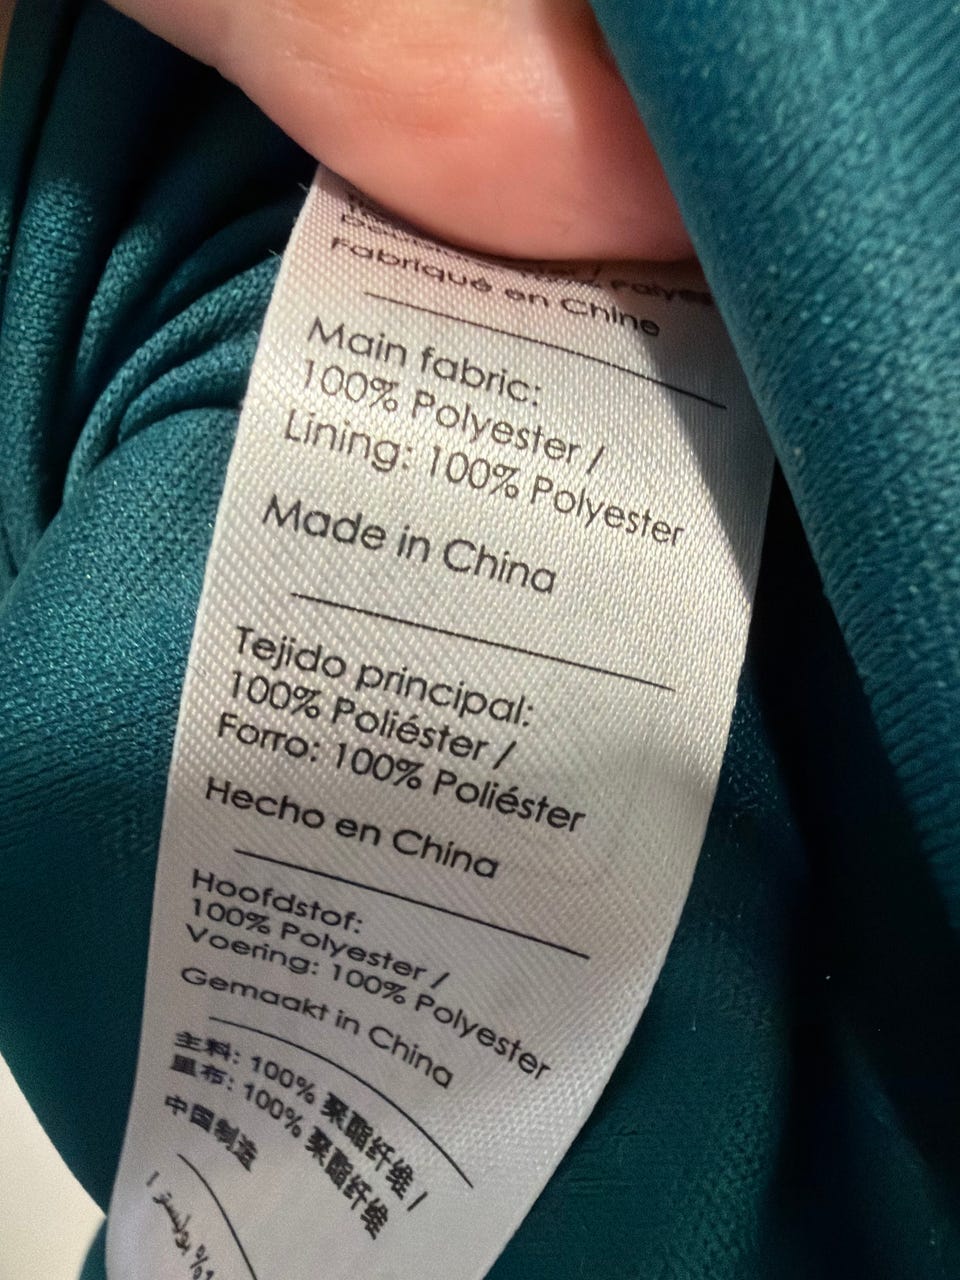 Fabriqué en Chine
Main fabric:
100% Polyester /
Lining: 100% Polyester
Made in China
Tejido principal:
100% Poliéster /
Forro: 100% Poliéster
Hecho en China
Hoofdstof:
100% Polyester /
Voering: 100% Polyester
Gemaakt in China
主料: 100% 聚酯纤维 /
里布: 100% 聚酯纤维
中国制造